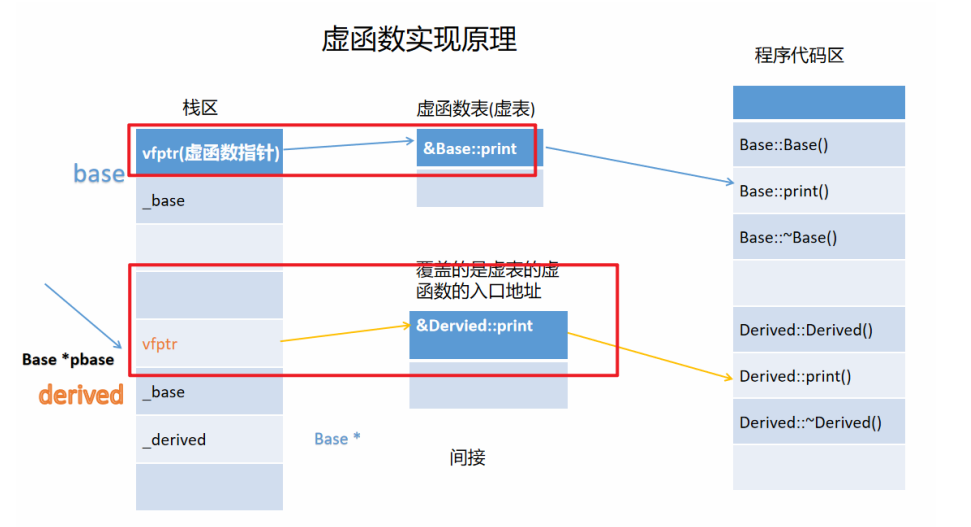 虚函数实现原理
程序代码区
栈区
虚函数表(虚表)
vfptr(虚函数指针)
&Base::print
Base::Base()
base
_base
Base::print()
Base::~Base()
覆盖的是虚表的虚
函数的入口地址
&Dervied::print
Derived::Derived()
vfptr
Base *pbase
Derived::print()
derived
_base
Derived::~Derived()
_derived
Base *
间接